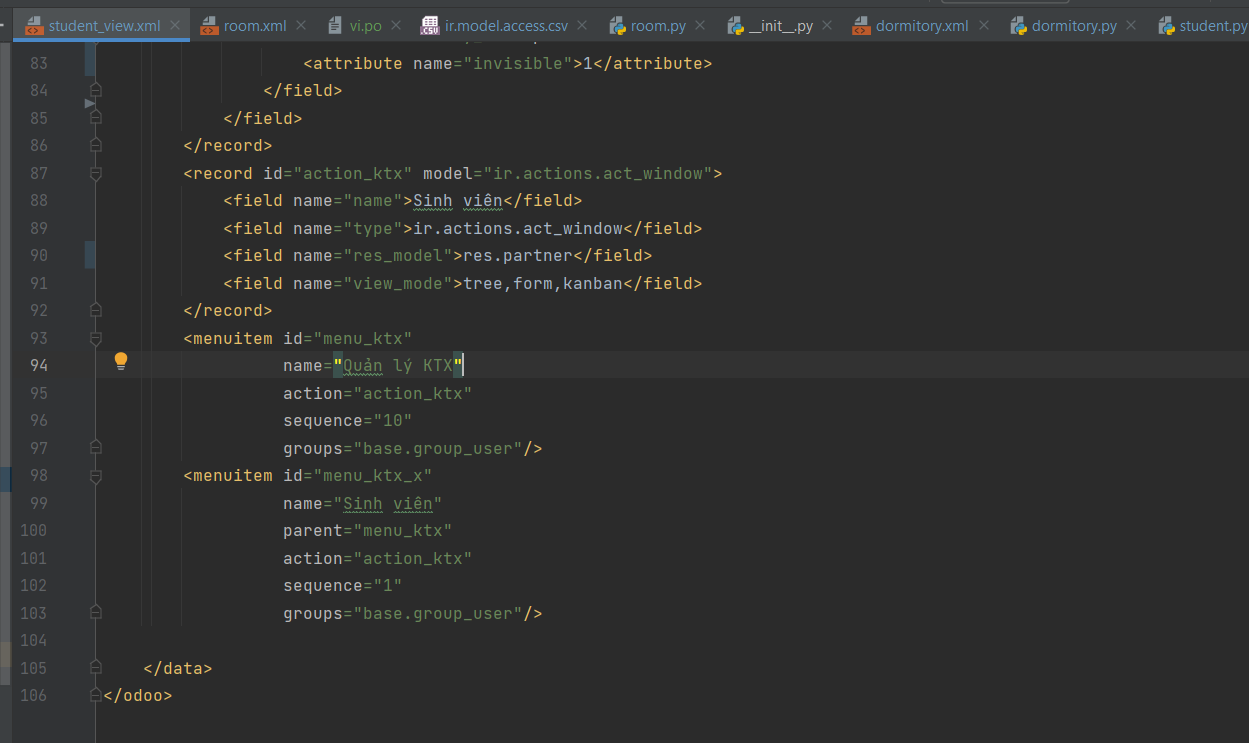 student_view.xml room.xml vi.po ir.model.access.csv room.py __init__.py dormitory.xml dormitory.py student.py
83 <attribute name="invisible">1</attribute>
84 </field>
85 </field>
86 </record>
87 <record id="action_ktx" model="ir.actions.act_window">
88 <field name="name">Sinh viên</field>
89 <field name="type">ir.actions.act_window</field>
90 <field name="res_model">res.partner</field>
91 <field name="view_mode">tree,form,kanban</field>
92 </record>
93 <menuitem id="menu_ktx"
94 name="Quản lý KTX"
95 action="action_ktx"
96 sequence="10"
97 groups="base.group_user"/>
98 <menuitem id="menu_ktx_x"
99 name="Sinh viên"
100 parent="menu_ktx"
101 action="action_ktx"
102 sequence="1"
103 groups="base.group_user"/>
104
105 </data>
106 </odoo>